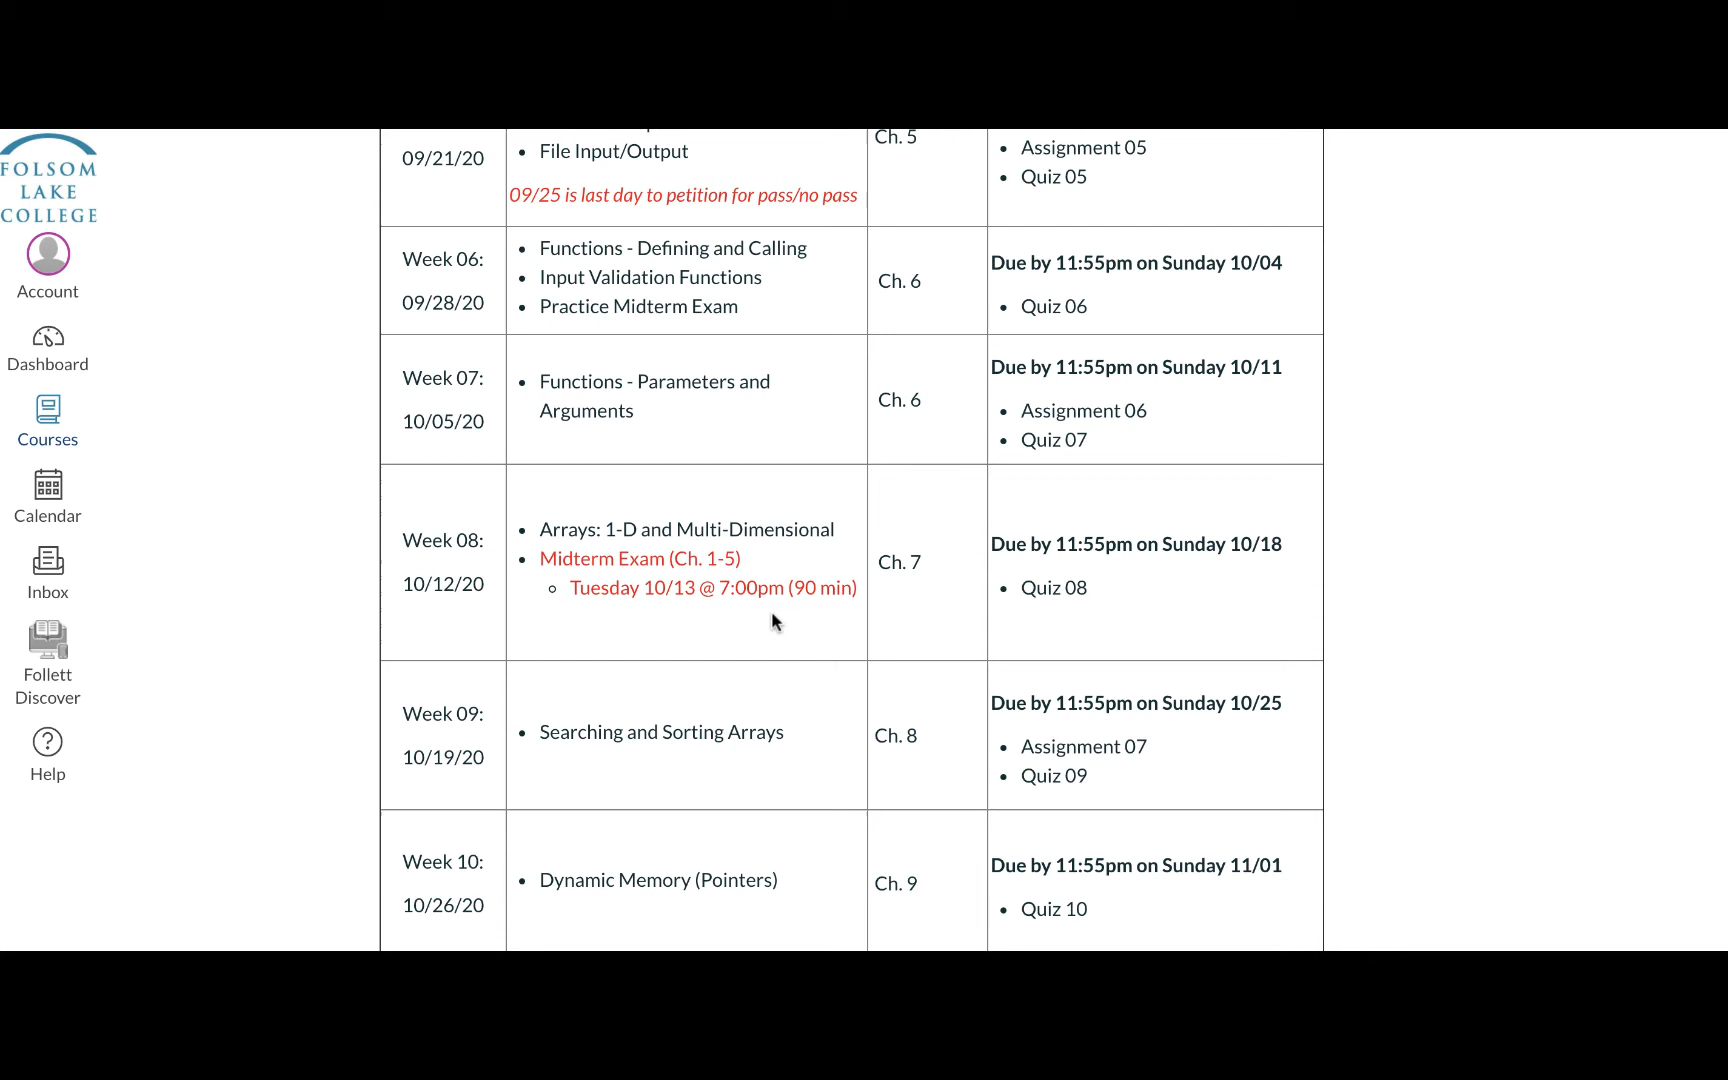 FOLSOM
LAKE
COLLEGE
Account
Dashboard
Courses
Calendar
Inbox
Follett
Discover
Help
09/21/20
• File Input/Output
09/25 is last day to petition for pass/no pass
Ch. 5
• Assignment 05
• Quiz 05
Week 06:
09/28/20
• Functions - Defining and Calling
• Input Validation Functions
• Practice Midterm Exam
Ch. 6
Due by 11:55pm on Sunday 10/04
• Quiz 06
Week 07:
10/05/20
• Functions - Parameters and
Arguments
Ch. 6
Due by 11:55pm on Sunday 10/11
• Assignment 06
• Quiz 07
Week 08:
10/12/20
• Arrays: 1-D and Multi-Dimensional
• Midterm Exam (Ch. 1-5)
◦ Tuesday 10/13 @ 7:00pm (90 min)
Ch. 7
Due by 11:55pm on Sunday 10/18
• Quiz 08
Week 09:
10/19/20
• Searching and Sorting Arrays
Ch. 8
Due by 11:55pm on Sunday 10/25
• Assignment 07
• Quiz 09
Week 10:
10/26/20
• Dynamic Memory (Pointers)
Ch. 9
Due by 11:55pm on Sunday 11/01
• Quiz 10